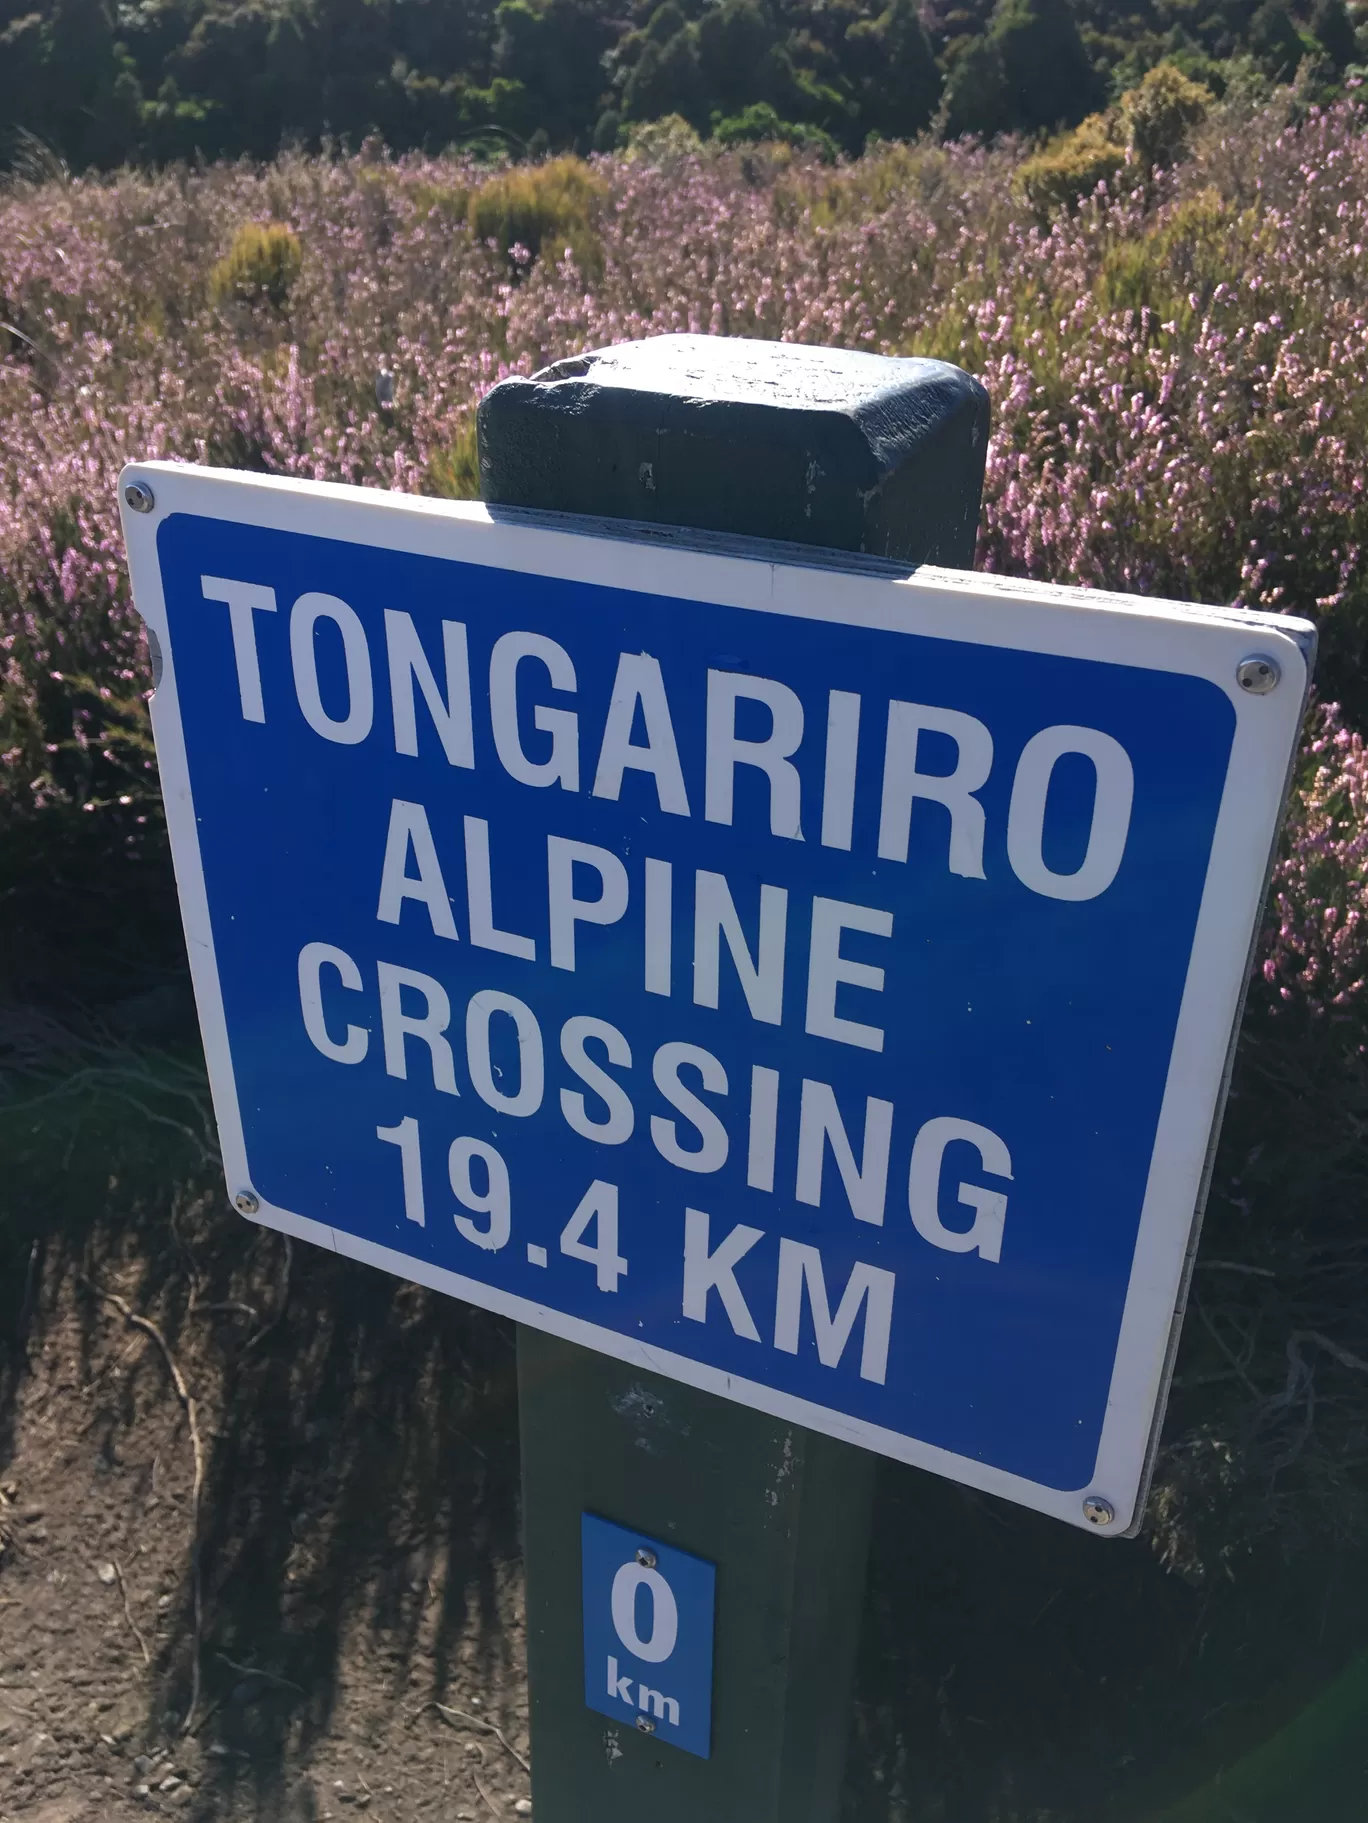 TONGARIRO
ALPINE
CROSSING
19.4 KM
0
km